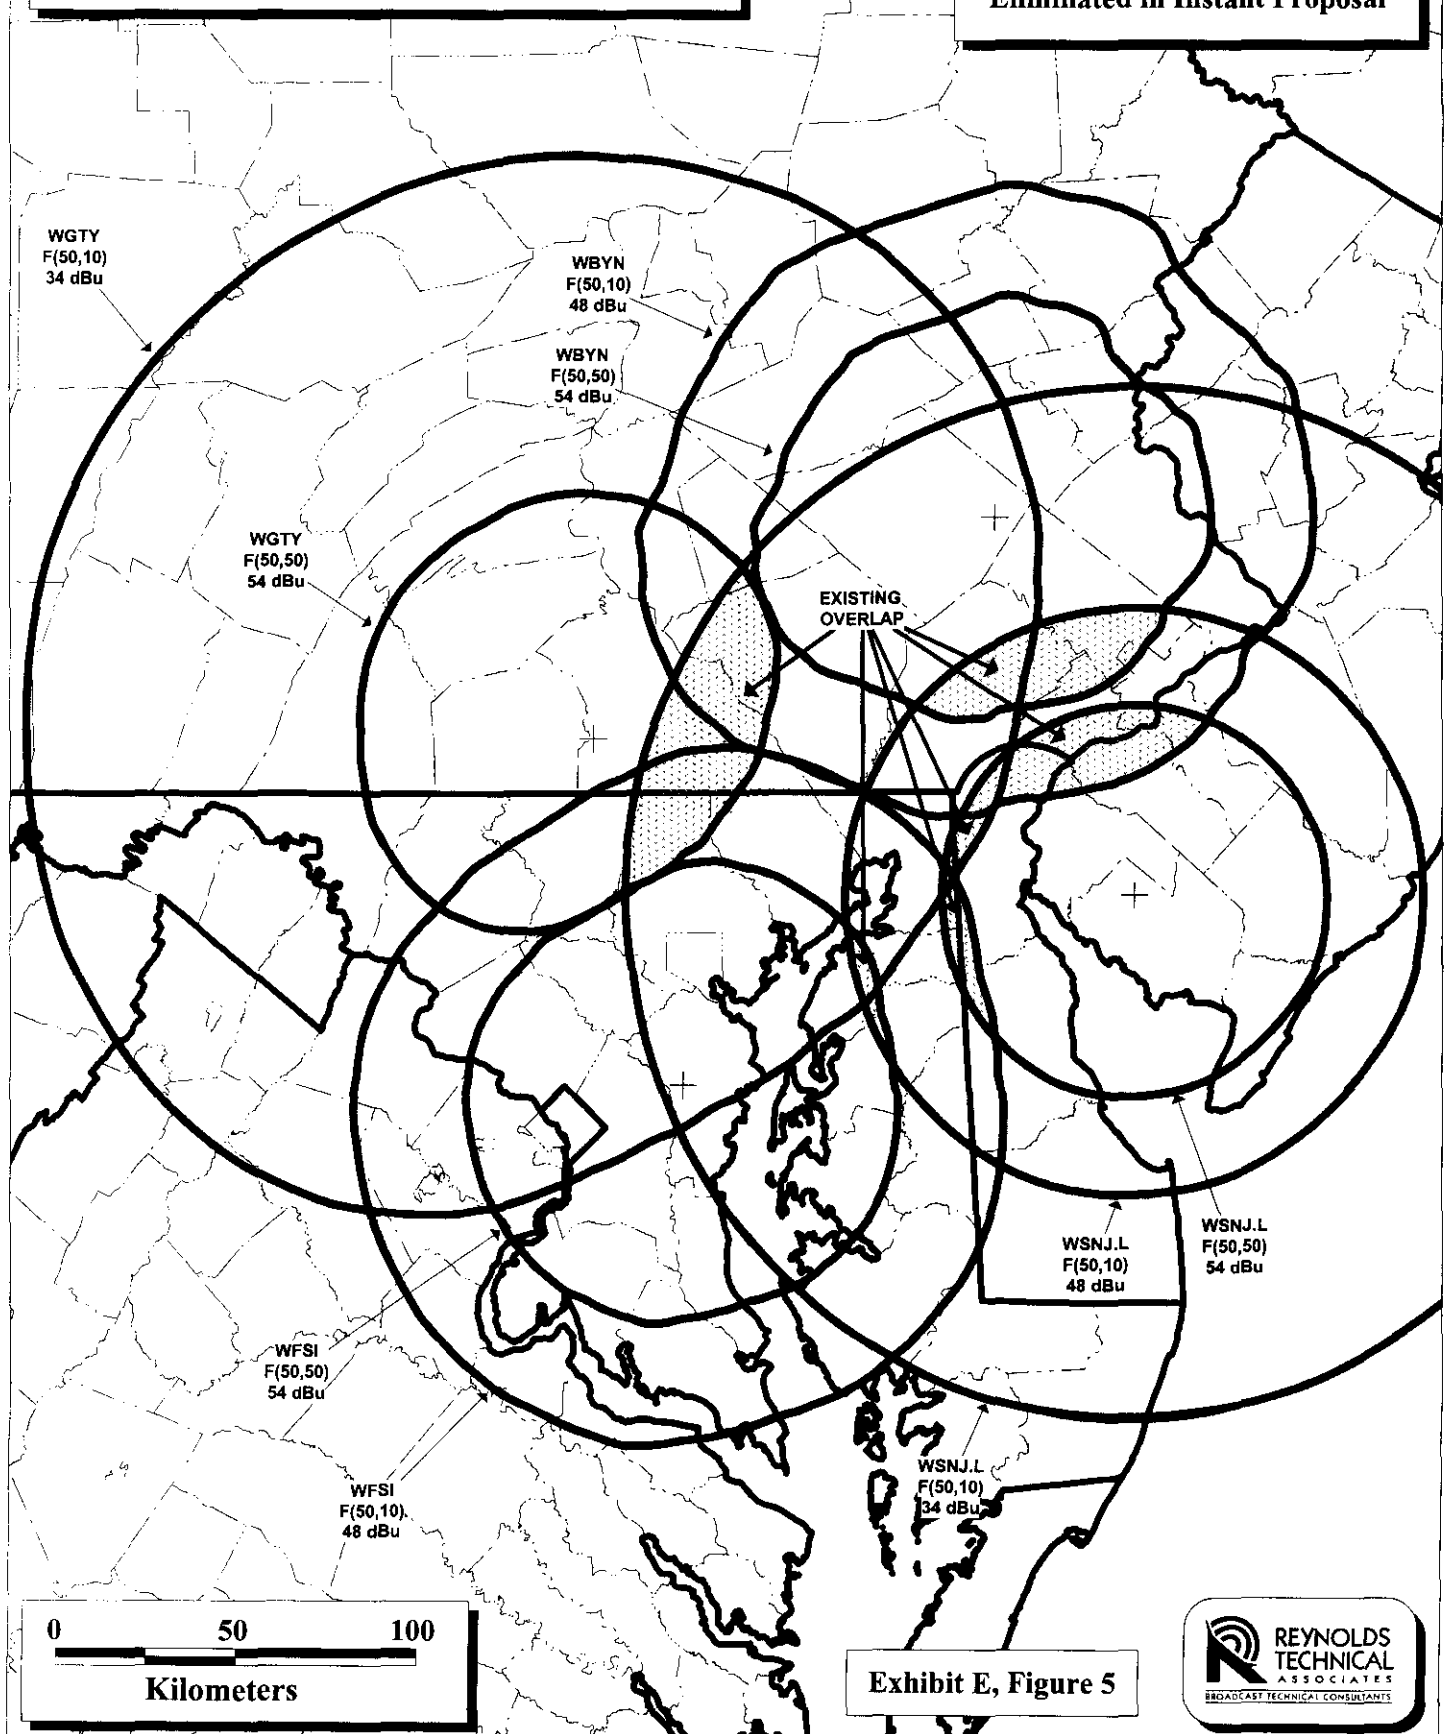 Eliminated in Instant Proposal
WGTY
F(50,10)
34 dBu
WBYN
F(50,10)
48 dBu
WBYN
F(50,50)
54 dBu
WGTY
F(50,50)
54 dBu
EXISTING
OVERLAP
WSNJ.L
F(50,10)
48 dBu
WSNJ.L
F(50,50)
54 dBu
WFSI
F(50,50)
54 dBu
WFSI
F(50,10)
48 dBu
WSNJ.L
F(50,10)
34 dBu
0 50 100
Kilometers
Exhibit E, Figure 5
REYNOLDS
TECHNICAL
ASSOCIATES
BROADCAST TECHNICAL CONSULTANTS